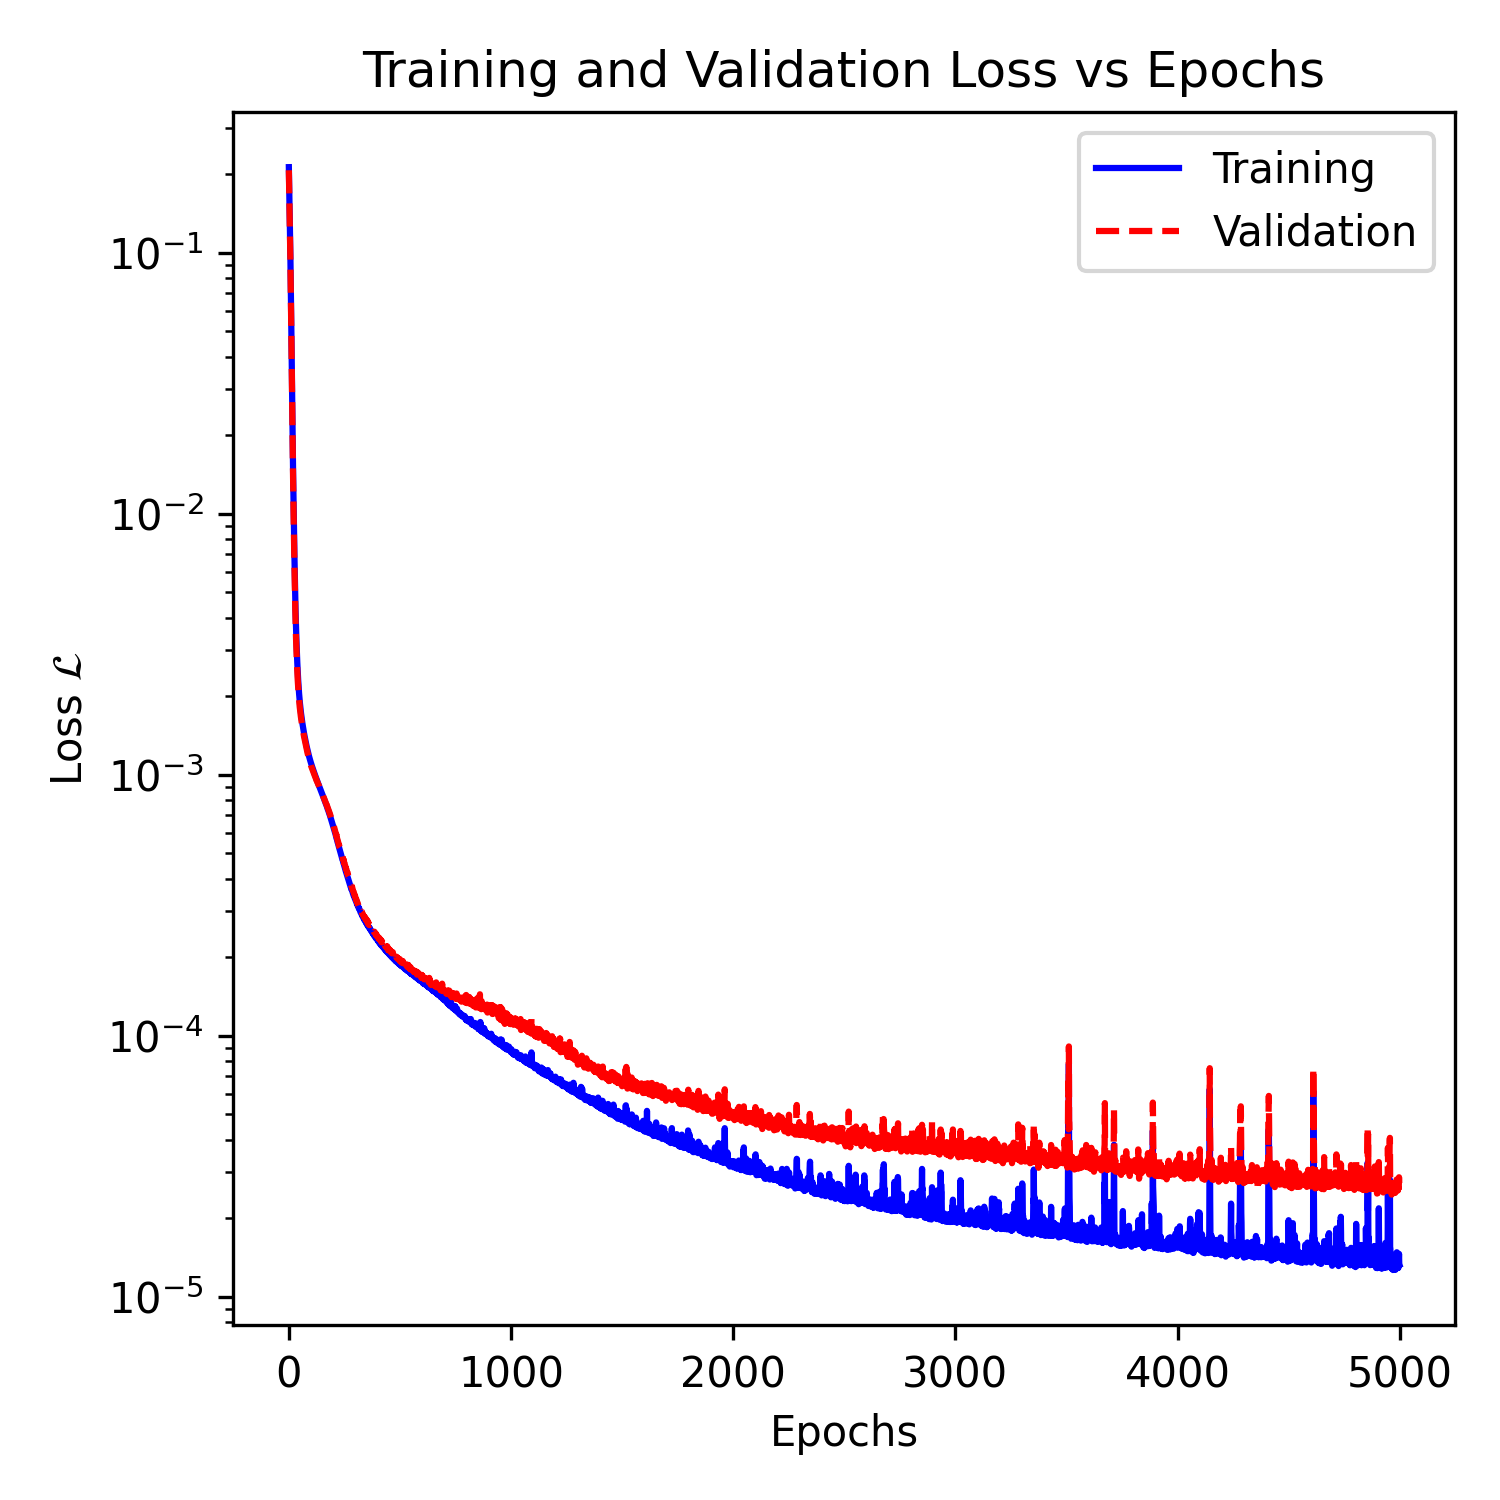 Training and Validation Loss vs Epochs
Training
Validation
10⁻¹
10⁻²
10⁻³
10⁻⁴
10⁻⁵
Loss ℒ
0 1000 2000 3000 4000 5000
Epochs